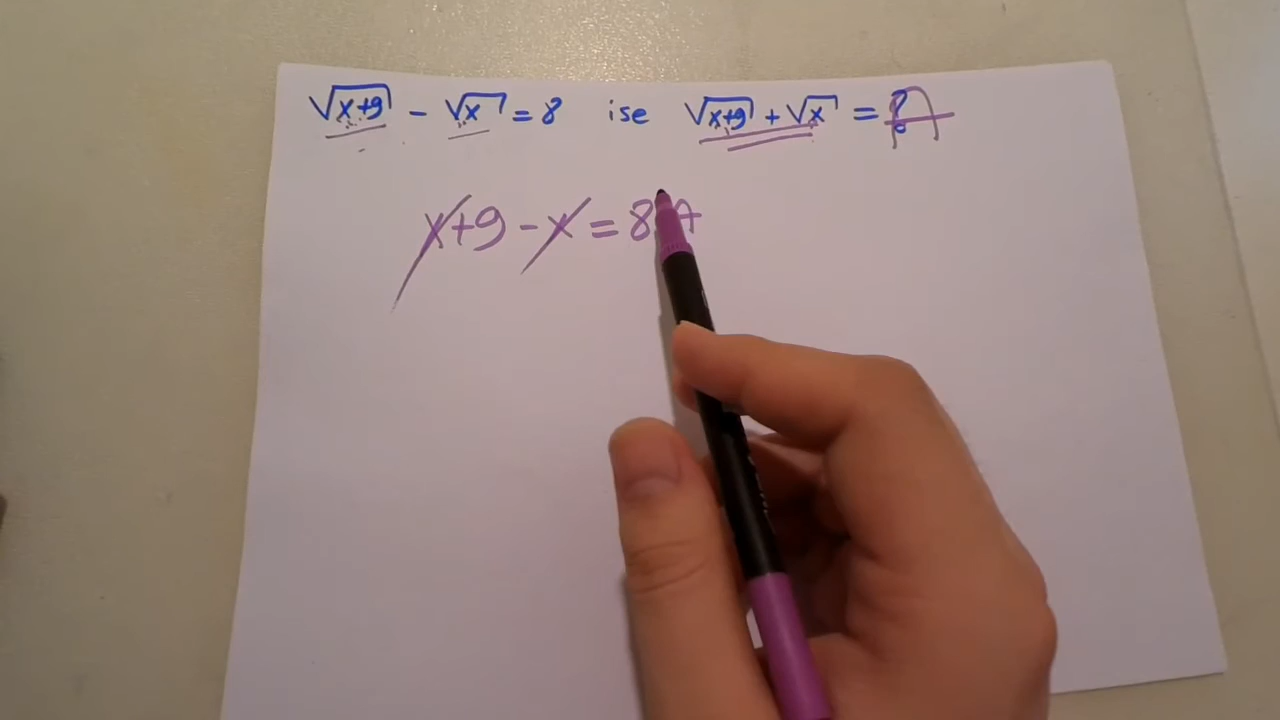 √(x+9) - √x = 8 ise √(x+9) + √x = ? A
x+9 - x = 8.A